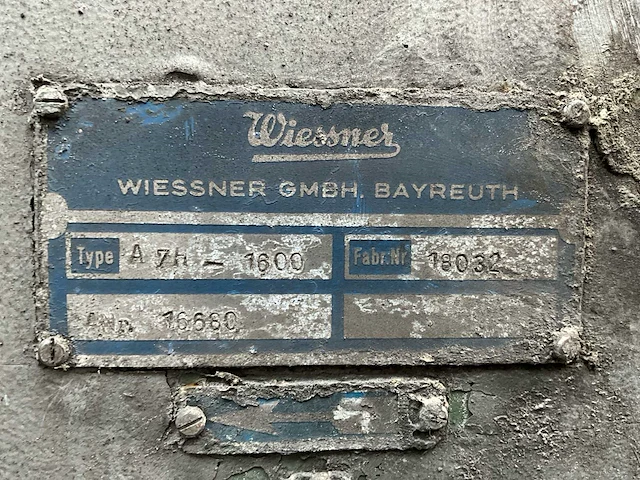 Wiessner
WIESSNER GMBH. BAYREUTH
Type A 7h - 1600 Fabr.Nr 18032
16680